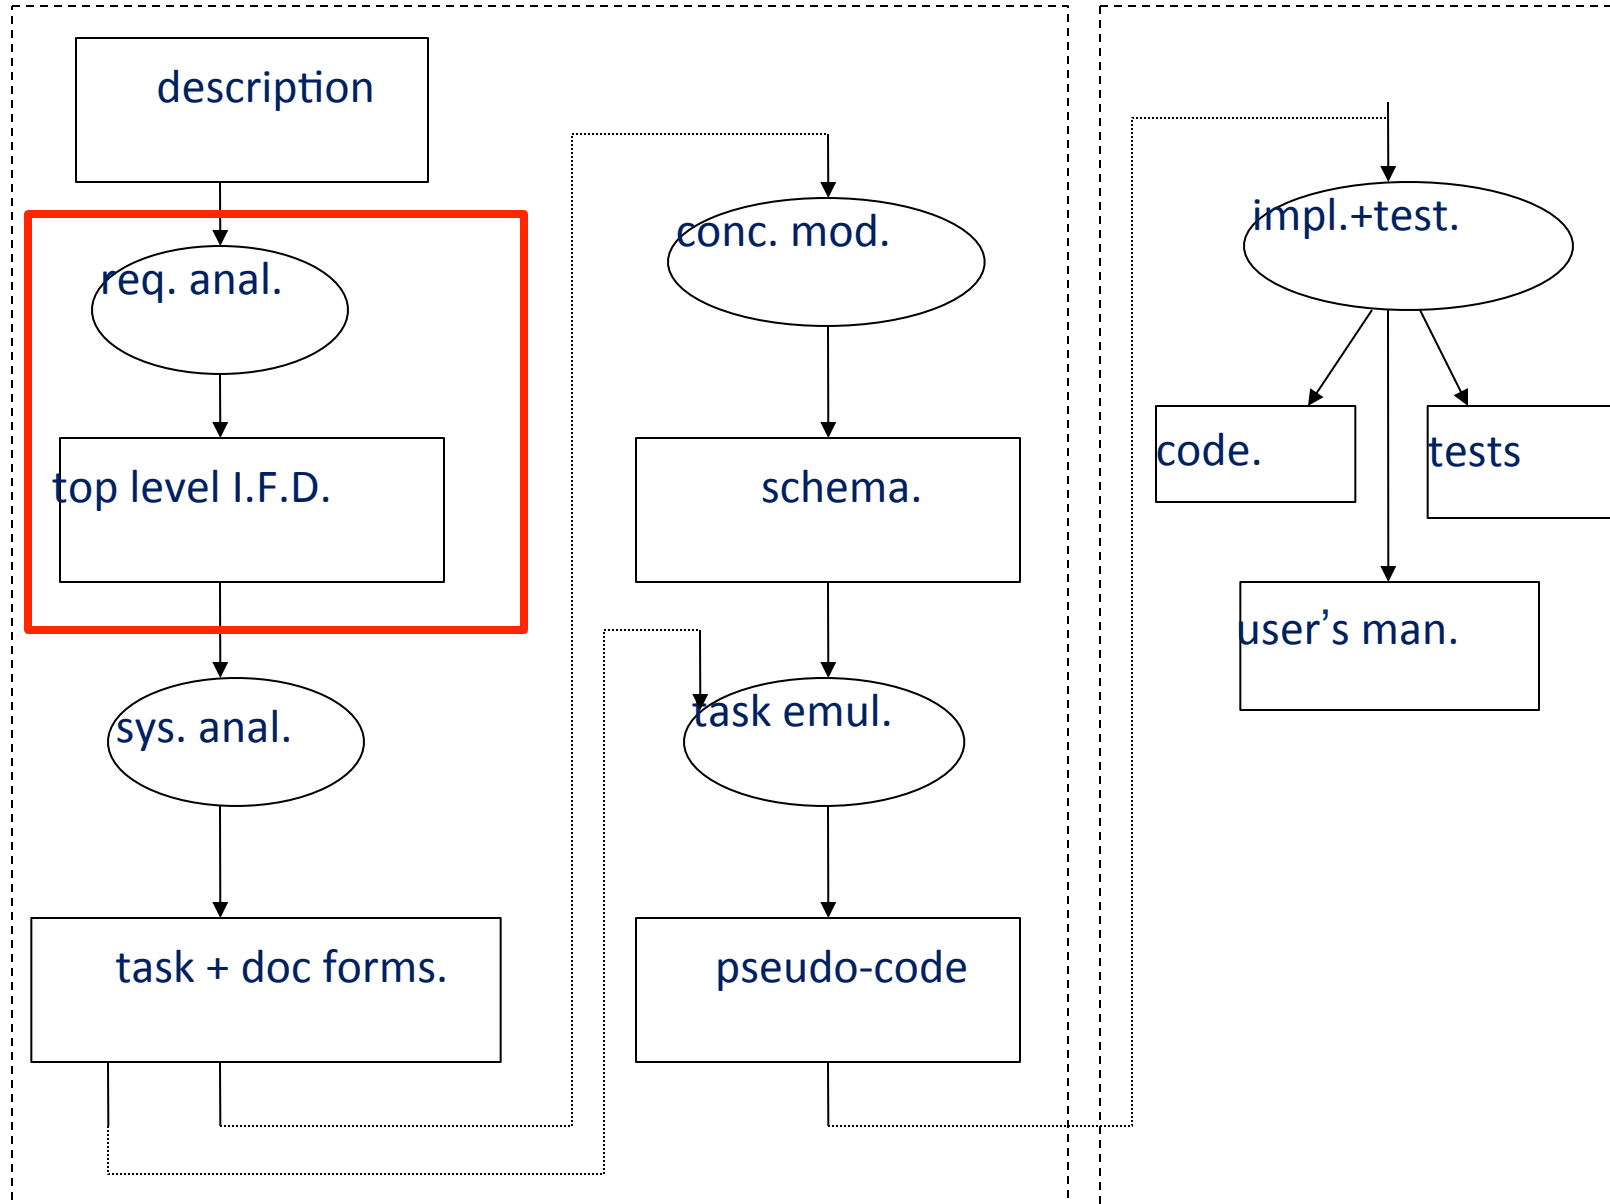 description
req. anal.
top level I.F.D.
sys. anal.
task + doc forms.
conc. mod.
schema.
task emul.
pseudo-code
impl.+test.
code.
tests
user’s man.